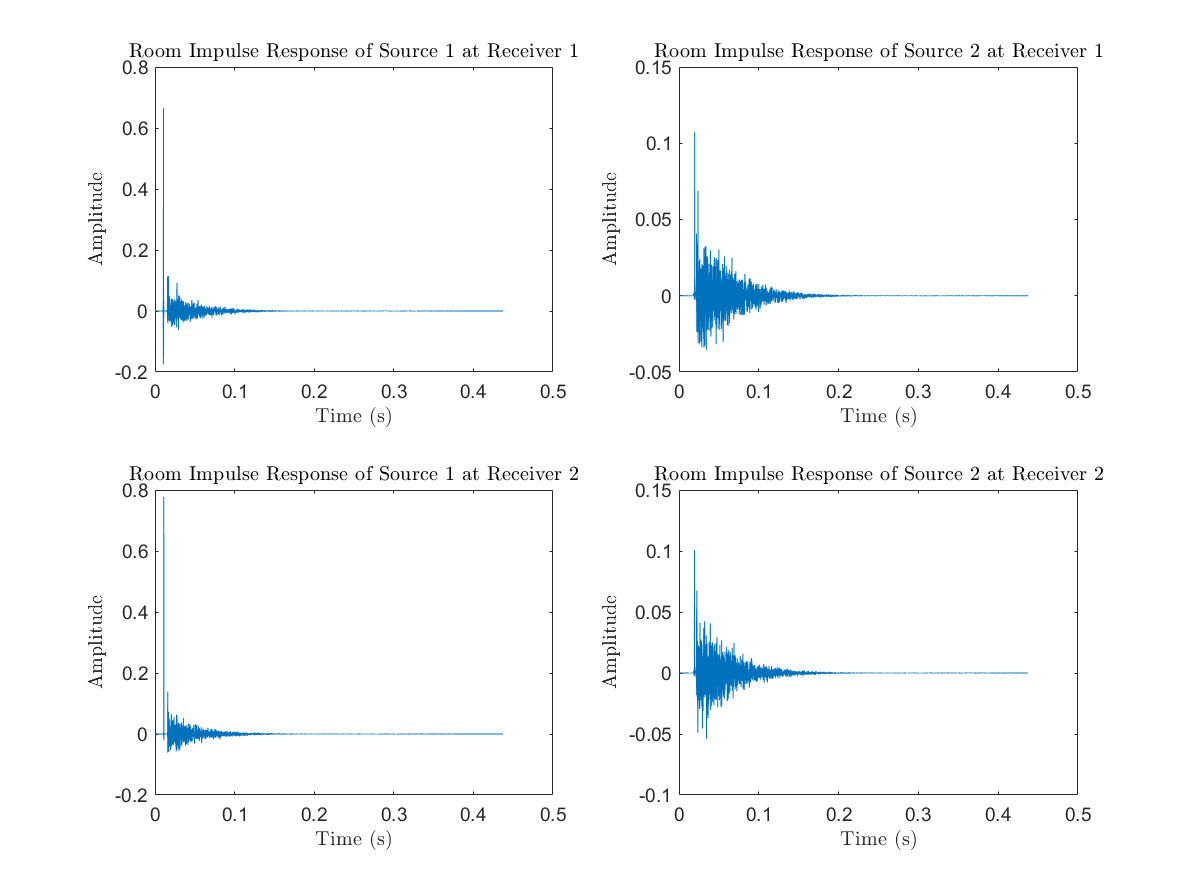 Room Impulse Response of Source 1 at Receiver 1
0.8
0.6
0.4
0.2
0
-0.2
Amplitude
0 0.1 0.2 0.3 0.4 0.5
Time (s)
Room Impulse Response of Source 2 at Receiver 1
0.15
0.1
0.05
0
-0.05
Amplitude
0 0.1 0.2 0.3 0.4 0.5
Time (s)
Room Impulse Response of Source 1 at Receiver 2
0.8
0.6
0.4
0.2
0
-0.2
Amplitude
0 0.1 0.2 0.3 0.4 0.5
Time (s)
Room Impulse Response of Source 2 at Receiver 2
0.15
0.1
0.05
0
-0.05
-0.1
Amplitude
0 0.1 0.2 0.3 0.4 0.5
Time (s)